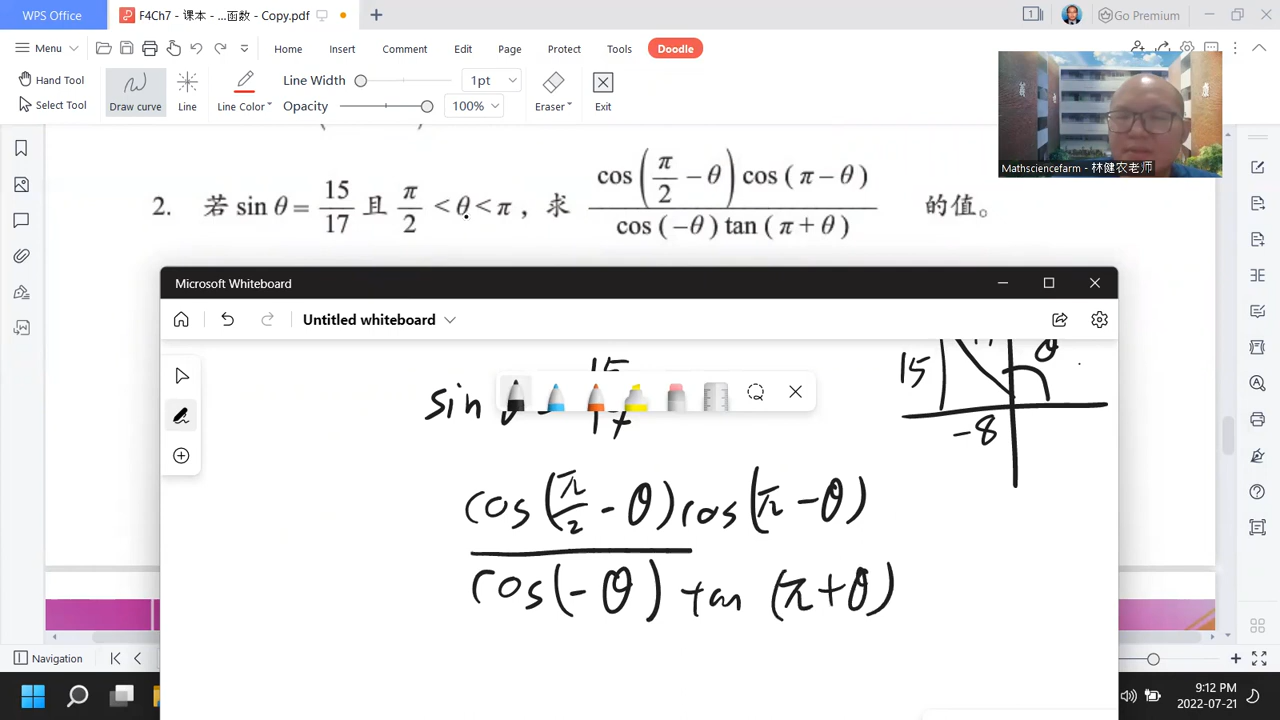 WPS Office
F4Ch7 - 课本 - ...函数 - Copy.pdf
1
Go Premium
Menu
Home Insert Comment Edit Page Protect Tools Doodle
Hand Tool
Select Tool
Draw curve
Line
Line Color
Line Width 1pt
Opacity 100%
Eraser
Exit
Mathsciencefarm - 林健农老师
2. 若 sin θ = 15/17 且 π/2 < θ < π , 求 cos(π/2 − θ) cos(π − θ) / cos(−θ) tan(π + θ) 的值。
Microsoft Whiteboard
Untitled whiteboard
15
θ
-8
sin
cos(π/2 - θ) cos(π - θ)
cos(-θ) tan(π + θ)
Navigation
9:12 PM
2022-07-21